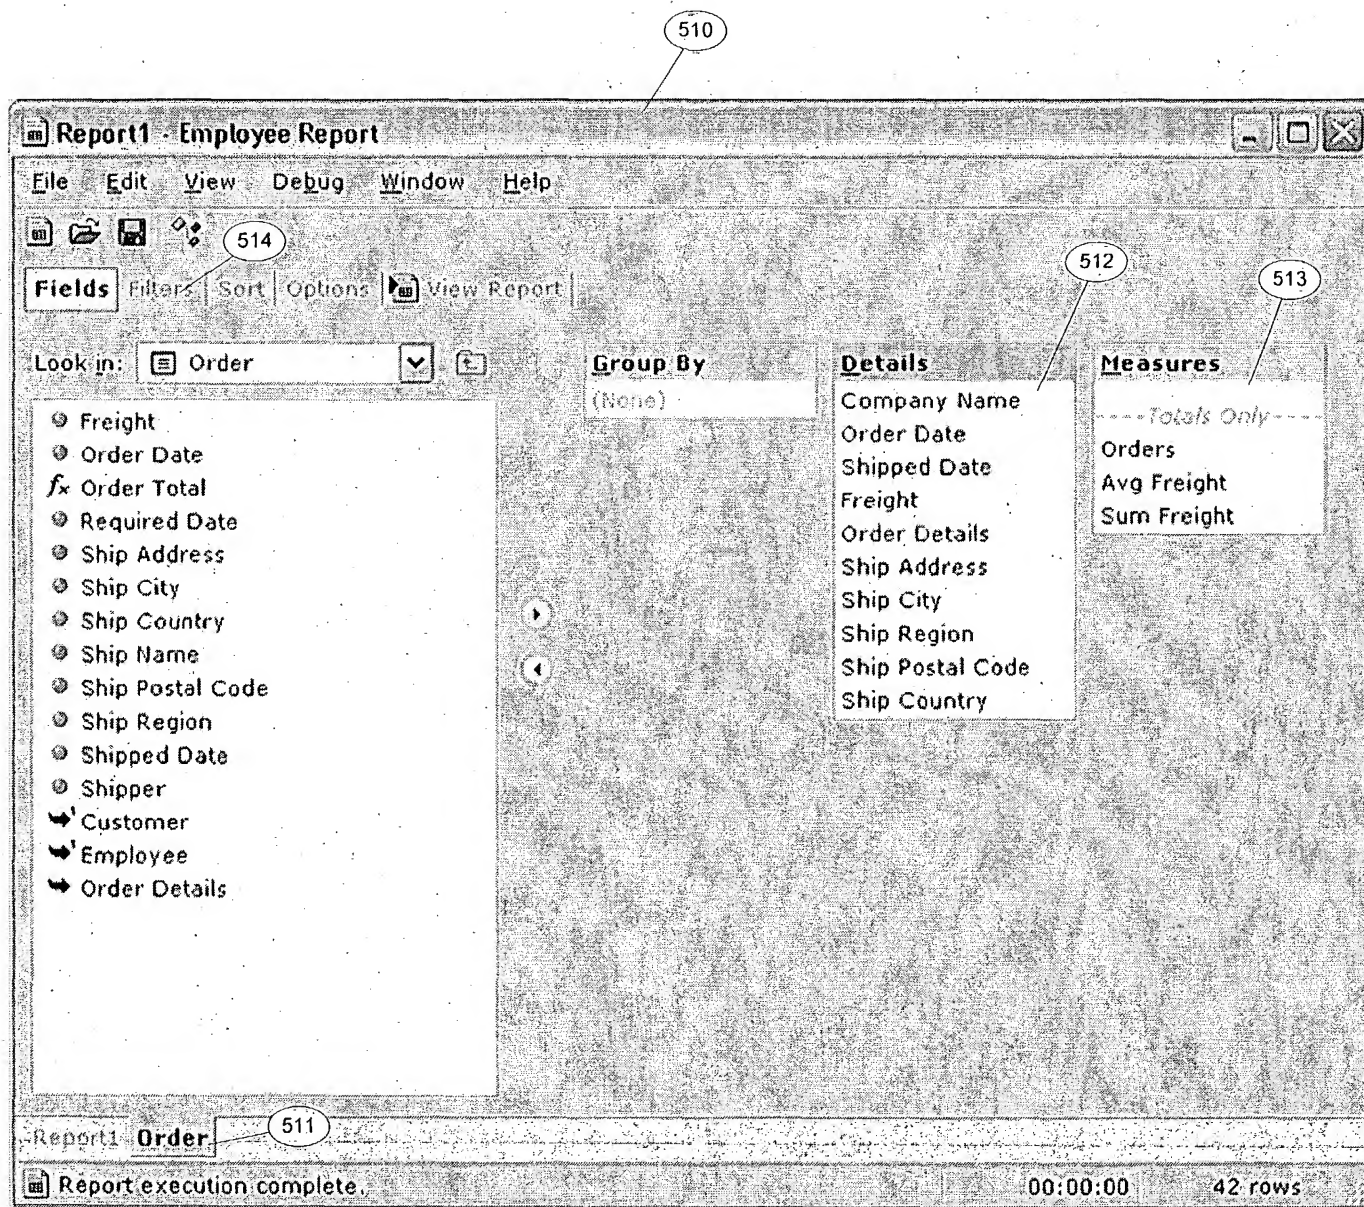 510
Report1 - Employee Report
File Edit View Debug Window Help
514
Fields Filters Sort Options View Report
512
513
Look in: Order
Freight
Order Date
fx Order Total
Required Date
Ship Address
Ship City
Ship Country
Ship Name
Ship Postal Code
Ship Region
Shipped Date
Shipper
Customer
Employee
Order Details
Group By
(None)
Details
Company Name
Order Date
Shipped Date
Freight
Order Details
Ship Address
Ship City
Ship Region
Ship Postal Code
Ship Country
Measures
----Totals Only----
Orders
Avg Freight
Sum Freight
Report1 Order
511
Report execution complete. 00:00:00 42 rows